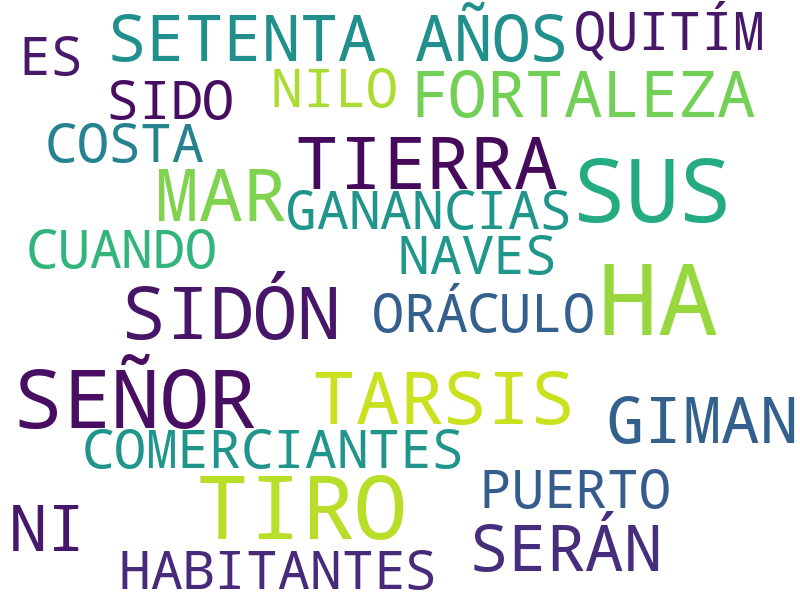 ES SETENTA AÑOS QUITÍM
SIDO NILO FORTALEZA
COSTA TIERRA SUS
MAR GANANCIAS
CUANDO NAVES
SIDÓN ORÁCULO HA
SEÑOR TARSIS GIMAN
COMERCIANTES
TIRO PUERTO
NI SERÁN
HABITANTES